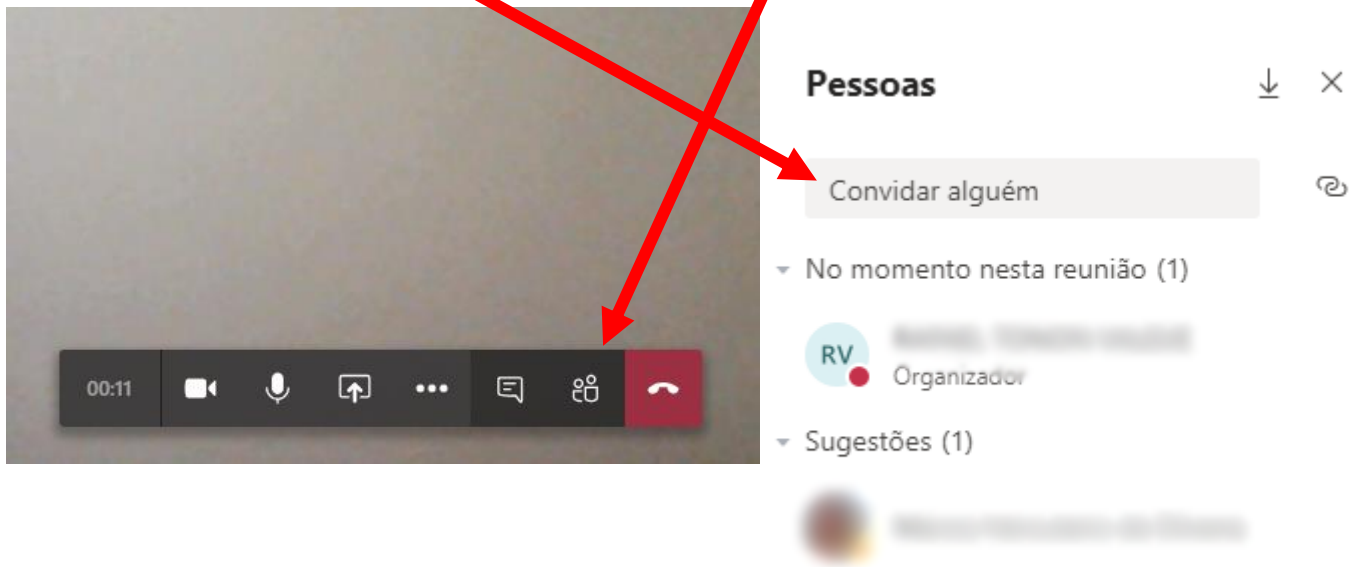 Pessoas
Convidar alguém
No momento nesta reunião (1)
RV
Organizador
Sugestões (1)
00:11